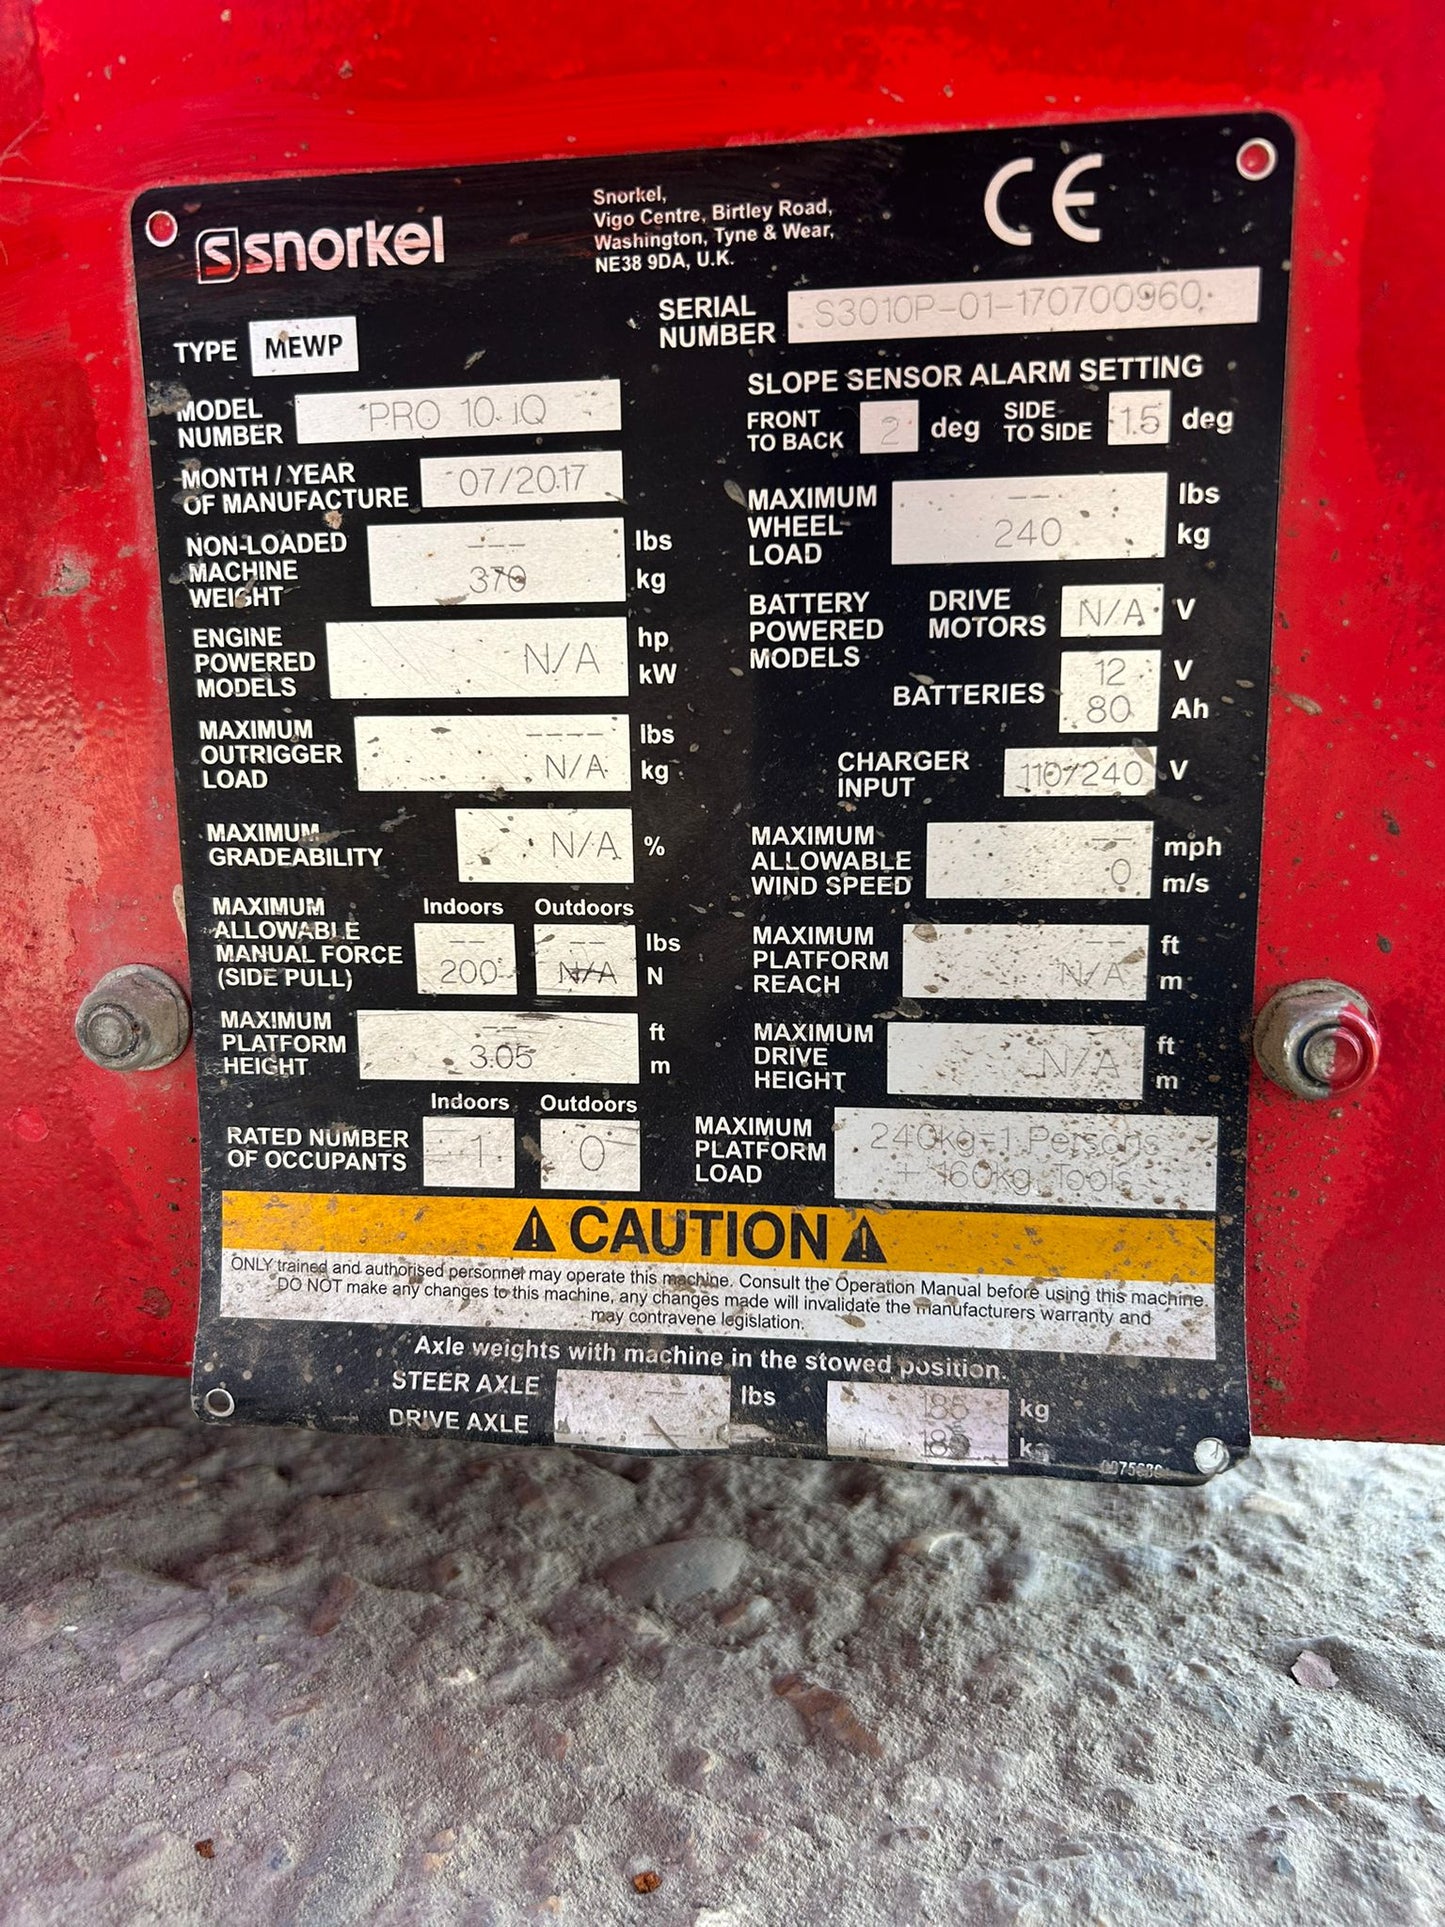 snorkel
Snorkel,
Vigo Centre, Birtley Road,
Washington, Tyne & Wear,
NE38 9DA, U.K.
CE
SERIAL
NUMBER S3010P-01-170700960
TYPE MEWP
MODEL
NUMBER PRO 10 iQ
MONTH / YEAR
OF MANUFACTURE 07/2017
NON-LOADED
MACHINE
WEIGHT
--- lbs
370 kg
ENGINE
POWERED
MODELS
N/A
hp
kW
MAXIMUM
OUTRIGGER
LOAD
---- lbs
N/A kg
MAXIMUM
GRADEABILITY
N/A %
MAXIMUM
ALLOWABLE
MANUAL FORCE
(SIDE PULL)
Indoors Outdoors
-- -- lbs
200 N/A N
MAXIMUM
PLATFORM
HEIGHT
-- ft
3.05 m
Indoors Outdoors
RATED NUMBER
OF OCCUPANTS
1 0
SLOPE SENSOR ALARM SETTING
FRONT
TO BACK 2 deg
SIDE
TO SIDE 1.5 deg
MAXIMUM
WHEEL
LOAD
--- lbs
240 kg
BATTERY
POWERED
MODELS
DRIVE
MOTORS N/A V
BATTERIES
12 V
80 Ah
CHARGER
INPUT 110/240 V
MAXIMUM
ALLOWABLE
WIND SPEED
-- mph
0 m/s
MAXIMUM
PLATFORM
REACH
-- ft
N/A m
MAXIMUM
DRIVE
HEIGHT
N/A
ft
m
MAXIMUM
PLATFORM
LOAD
240kg=1 Persons
+ 160kg Tools
CAUTION
ONLY trained and authorised personnel may operate this machine. Consult the Operation Manual before using this machine.
DO NOT make any changes to this machine, any changes made will invalidate the manufacturers warranty and
may contravene legislation.
Axle weights with machine in the stowed position.
STEER AXLE -- lbs 185 kg
DRIVE AXLE -- 185